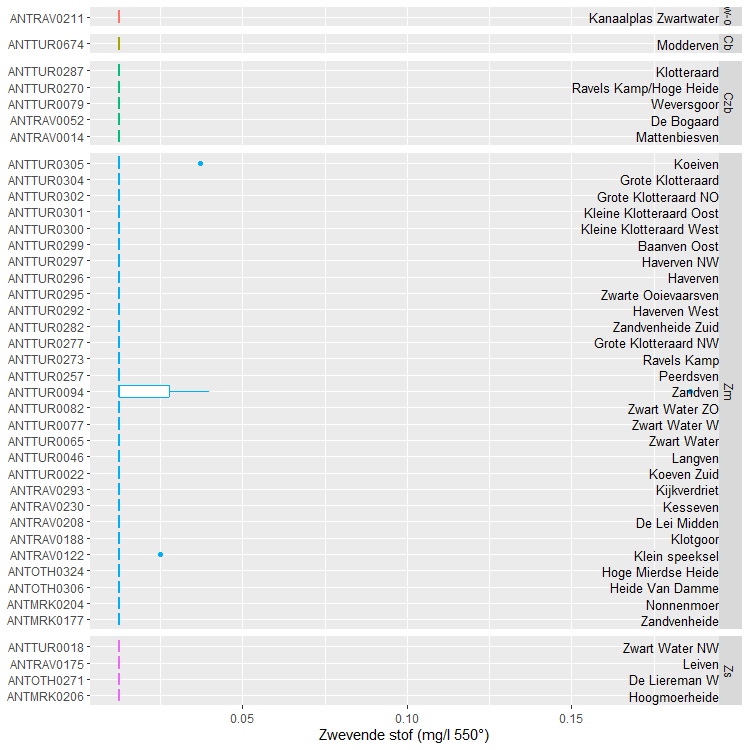 ANTRAV0211 Kanaalplas Zwartwater
ANTTUR0674 Modderven Cb
ANTTUR0287 Klotteraard
ANTTUR0270 Ravels Kamp/Hoge Heide
ANTTUR0079 Weversgoor Czb
ANTRAV0052 De Bogaard
ANTRAV0014 Mattenbiesven
ANTTUR0305 Koeiven
ANTTUR0304 Grote Klotteraard
ANTTUR0302 Grote Klotteraard NO
ANTTUR0301 Kleine Klotteraard Oost
ANTTUR0300 Kleine Klotteraard West
ANTTUR0299 Baanven Oost
ANTTUR0297 Haverven NW
ANTTUR0296 Haverven
ANTTUR0295 Zwarte Ooievaarsven
ANTTUR0292 Haverven West
ANTTUR0282 Zandvenheide Zuid
ANTTUR0277 Grote Klotteraard NW
ANTTUR0273 Ravels Kamp
ANTTUR0257 Peerdsven
ANTTUR0094 Zandven Zm
ANTTUR0082 Zwart Water ZO
ANTTUR0077 Zwart Water W
ANTTUR0065 Zwart Water
ANTTUR0046 Langven
ANTTUR0022 Koeven Zuid
ANTRAV0293 Kijkverdriet
ANTRAV0230 Kesseven
ANTRAV0208 De Lei Midden
ANTRAV0188 Klotgoor
ANTRAV0122 Klein speeksel
ANTOTH0324 Hoge Mierdse Heide
ANTOTH0306 Heide Van Damme
ANTMRK0204 Nonnenmoer
ANTMRK0177 Zandvenheide
ANTTUR0018 Zwart Water NW
ANTRAV0175 Leiven Zs
ANTOTH0271 De Liereman W
ANTMRK0206 Hoogmoerheide
0.05 0.10 0.15
Zwevende stof (mg/l 550°)